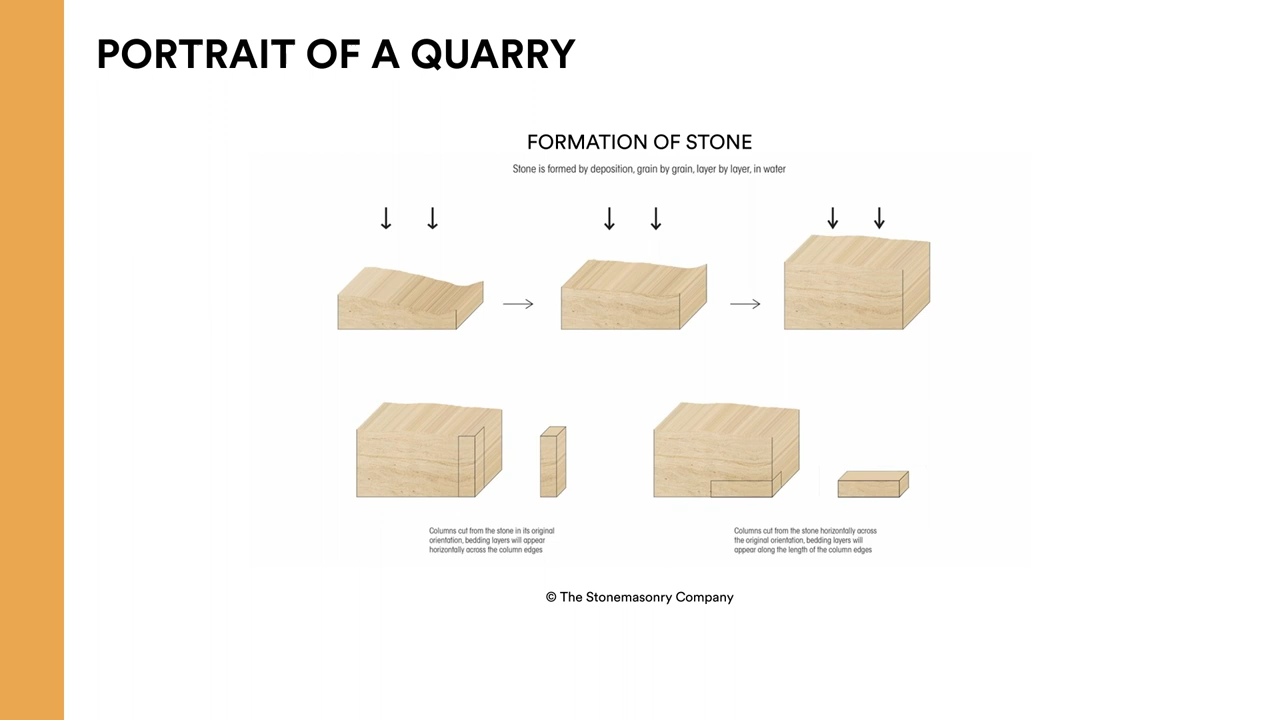 PORTRAIT OF A QUARRY
FORMATION OF STONE
Stone is formed by deposition, grain by grain, layer by layer, in water
Columns cut from the stone in its original
orientation, bedding layers will appear
horizontally across the column edges
Columns cut from the stone horizontally across
the original orientation, bedding layers will
appear along the length of the column edges
© The Stonemasonry Company